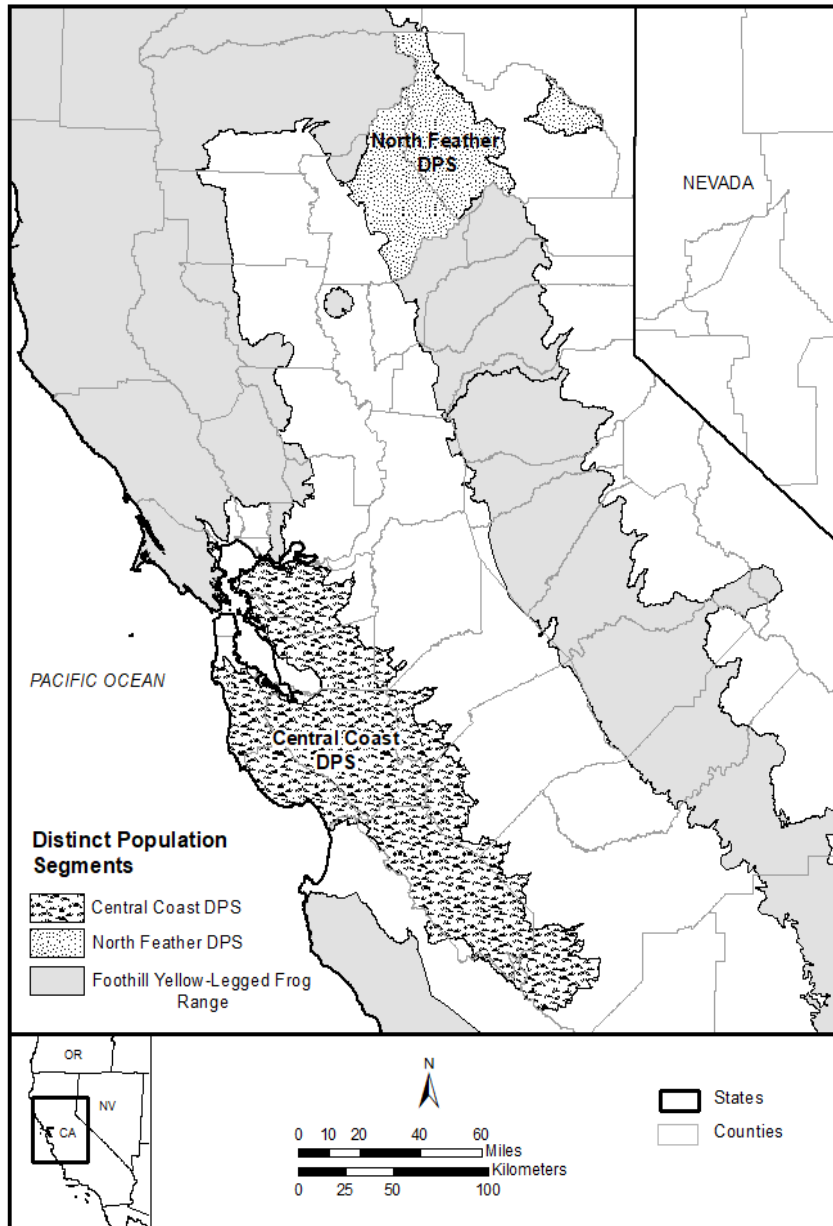 North Feather
DPS
NEVADA
PACIFIC OCEAN
Central Coast
DPS
Distinct Population
Segments
Central Coast DPS
North Feather DPS
Foothill Yellow-Legged Frog
Range
OR
NV
CA
N
0 10 20 40 60
Miles
Kilometers
0 25 50 100
States
Counties